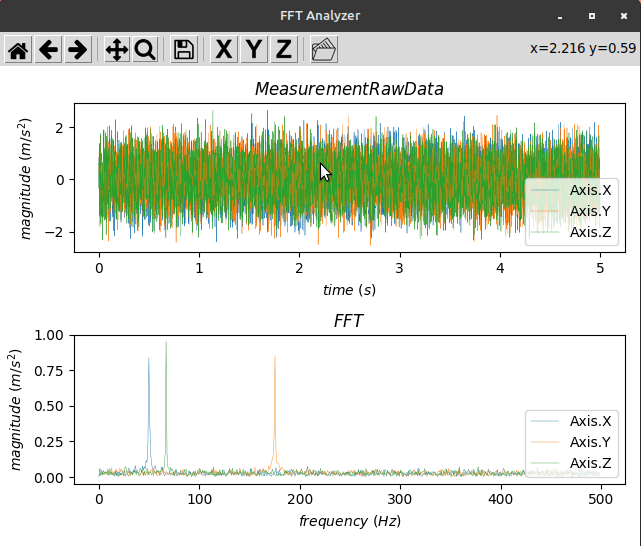 FFT Analyzer
X Y Z
x=2.216 y=0.59
MeasurementRawData
magnitude (m/s²)
2
0
−2
0 1 2 3 4 5
time (s)
Axis.X
Axis.Y
Axis.Z
FFT
magnitude (m/s²)
1.00
0.75
0.50
0.25
0.00
0 100 200 300 400 500
frequency (Hz)
Axis.X
Axis.Y
Axis.Z